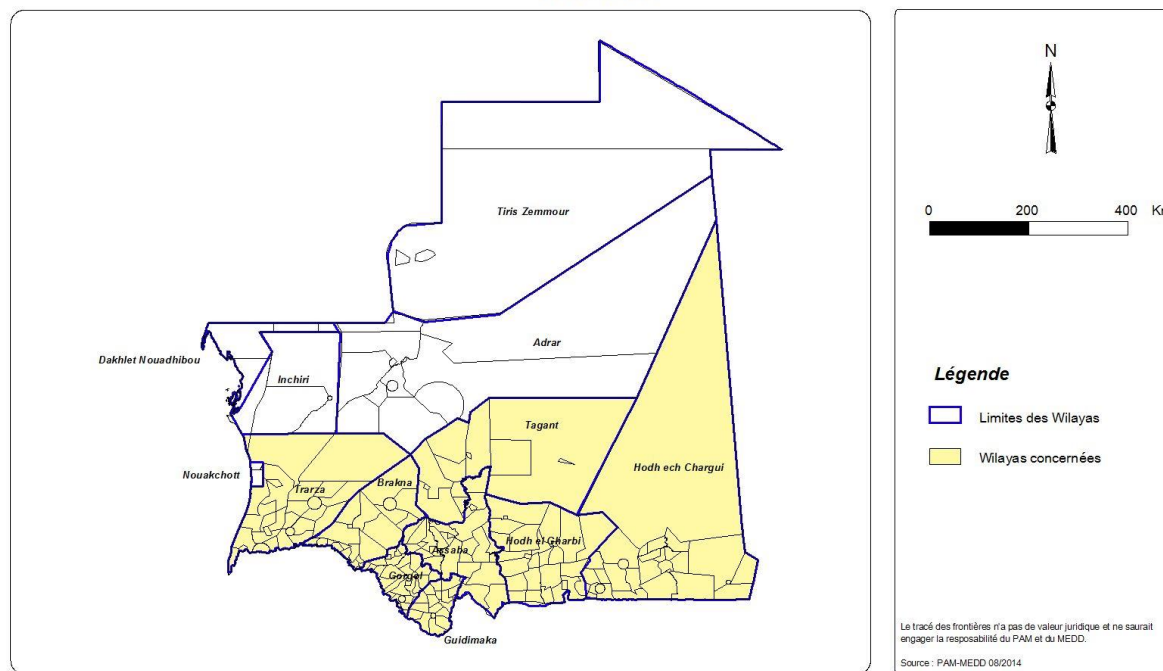 Tiris Zemmour
Dakhlet Nouadhibou
Adrar
Inchiri
Tagant
Nouakchott
Trarza
Brakna
Hodh ech Chargui
Assaba
Hodh el Gharbi
Gorgol
Guidimaka
N
0 200 400 Km
Légende
Limites des Wilayas
Wilayas concernées
Le tracé des frontières n'a pas de valeur juridique et ne saurait
engager la resposabilité du PAM et du MEDD.
Source : PAM-MEDD 08/2014